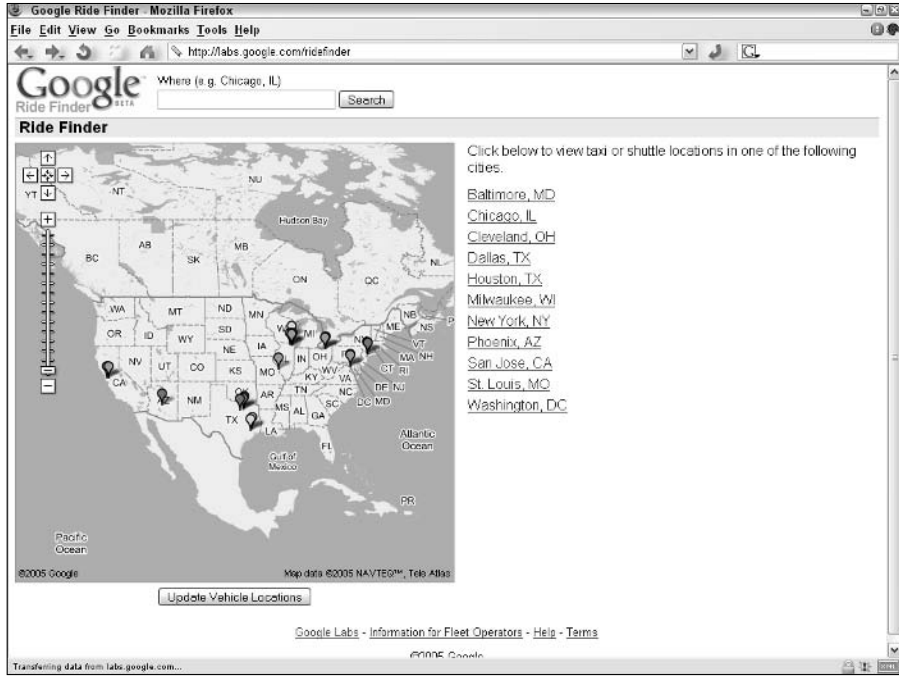 Google Ride Finder - Mozilla Firefox
File Edit View Go Bookmarks Tools Help
http://labs.google.com/ridefinder
G
Google
BETA
Ride Finder
Where (e.g. Chicago, IL)
Search
Ride Finder
Click below to view taxi or shuttle locations in one of the following
cities.
Baltimore, MD
Chicago, IL
Cleveland, OH
Dallas, TX
Houston, TX
Milwaukee, WI
New York, NY
Phoenix, AZ
San Jose, CA
St. Louis, MO
Washington, DC
YT NT NU
Hudson Bay
BC AB SK MB ON QC NL
WA MT ND MN NB NS
OR ID WY SD ME VT
NV UT CO NE IA MI MA NH
CA KS MO IN OH CT RI
NM AR KY WV VA DE NJ
TX TN NC DC MD
LA MS AL GA SC
FL
Gulf of
Mexico
Atlantic
Ocean
PR
Pacific
Ocean
©2005 Google
Map data ©2005 NAVTEQ™, Tele Atlas
Update Vehicle Locations
Google Labs - Information for Fleet Operators - Help - Terms
©2005 Google
Transferring data from labs.google.com...